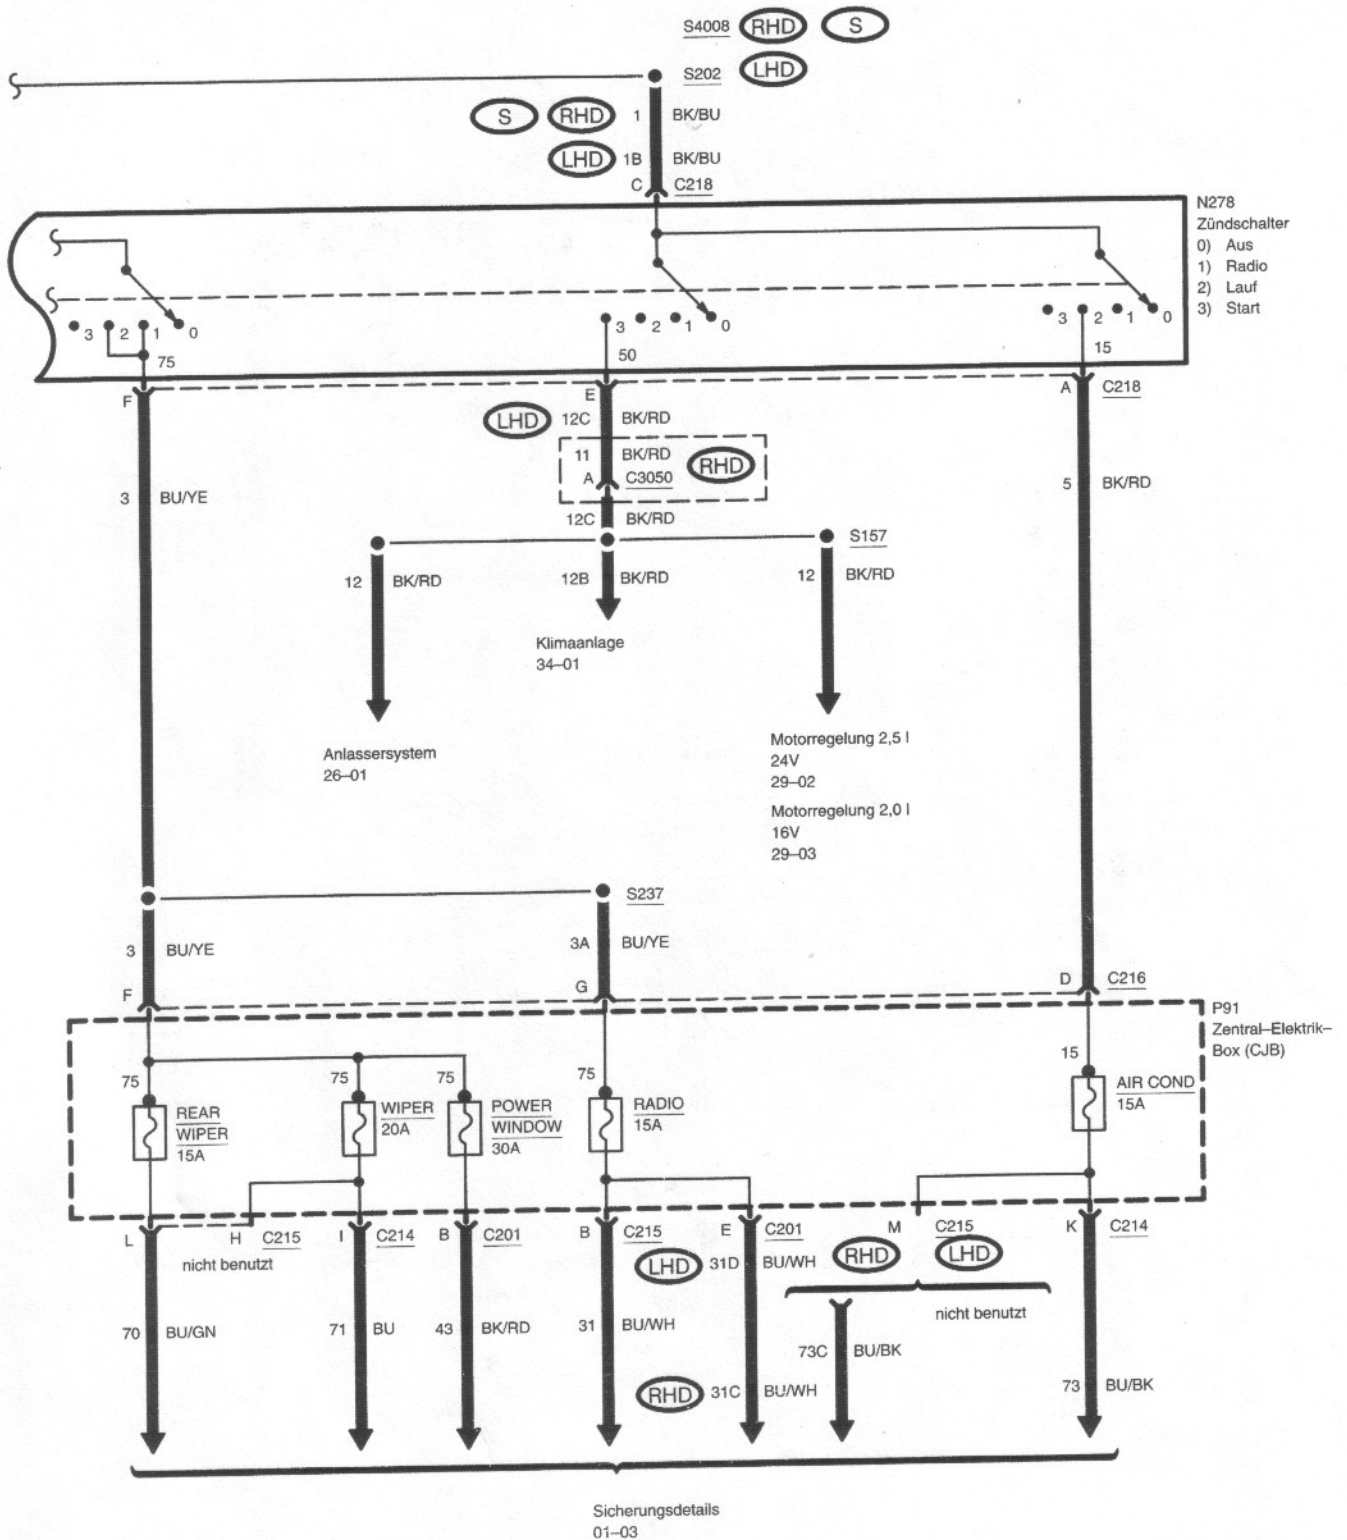 S4008 RHD S
S202 LHD
S RHD 1 BK/BU
LHD 1B BK/BU
C C218
N278
Zündschalter
0) Aus
1) Radio
2) Lauf
3) Start
3 2 1 0
3 2 1 0
3 2 1 0
75
50
15
F
E
A C218
LHD 12C BK/RD
11 BK/RD RHD
A C3050
3 BU/YE
5 BK/RD
12C BK/RD
S157
12 BK/RD
12B BK/RD
12 BK/RD
Klimaanlage
34–01
Anlassersystem
26–01
Motorregelung 2,5 l
24V
29–02
Motorregelung 2,0 l
16V
29–03
S237
3 BU/YE
3A BU/YE
F
G
D C216
P91
Zentral–Elektrik–
Box (CJB)
75
75
75
75
15
REAR
WIPER
15A
WIPER
20A
POWER
WINDOW
30A
RADIO
15A
AIR COND
15A
L
H C215
nicht benutzt
I C214
B C201
B C215
E C201
M C215
K C214
LHD 31D BU/WH
RHD
LHD
nicht benutzt
70 BU/GN
71 BU
43 BK/RD
31 BU/WH
73C BU/BK
RHD 31C BU/WH
73 BU/BK
Sicherungsdetails
01–03